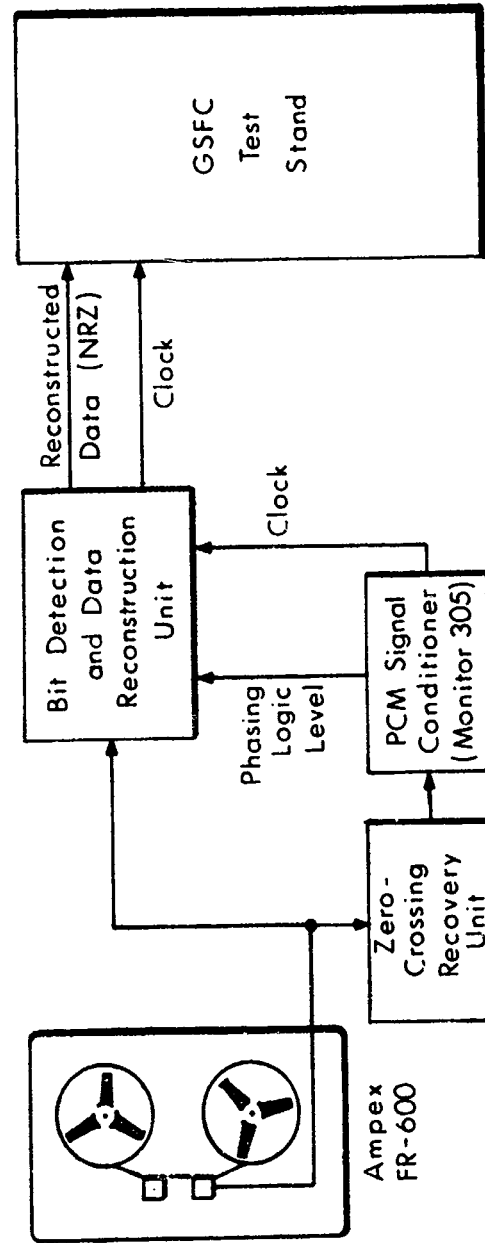 Ampex
FR-600
Zero-
Crossing
Recovery
Unit
PCM Signal
Conditioner
(Monitor 305)
Phasing
Logic
Level
Clock
Bit Detection
and Data
Reconstruction
Unit
Reconstructed
Data (NRZ)
Clock
GSFC
Test
Stand